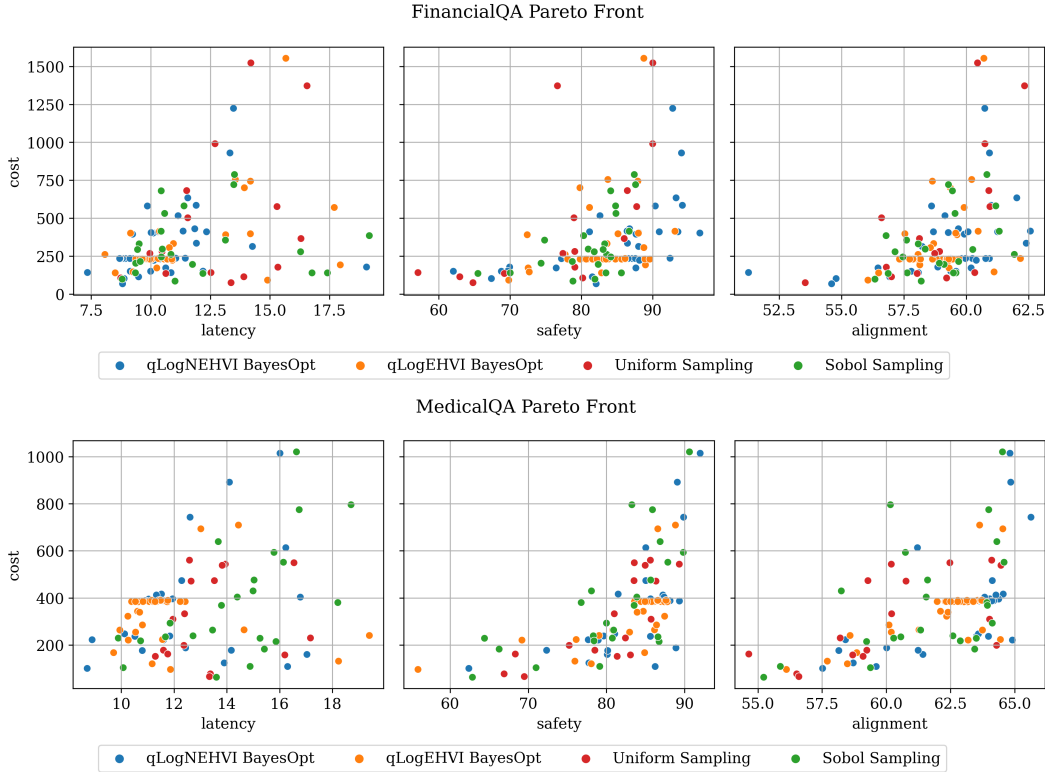 FinancialQA Pareto Front
cost
1500
1250
1000
750
500
250
0
7.5 10.0 12.5 15.0 17.5
latency
60 70 80 90
safety
52.5 55.0 57.5 60.0 62.5
alignment
qLogNEHVI BayesOpt qLogEHVI BayesOpt Uniform Sampling Sobol Sampling
MedicalQA Pareto Front
cost
1000
800
600
400
200
10 12 14 16 18
latency
60 70 80 90
safety
55.0 57.5 60.0 62.5 65.0
alignment
qLogNEHVI BayesOpt qLogEHVI BayesOpt Uniform Sampling Sobol Sampling